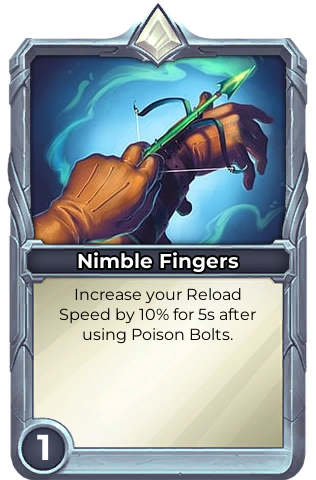 Nimble Fingers
Increase your Reload
Speed by 10% for 5s after
using Poison Bolts.
1